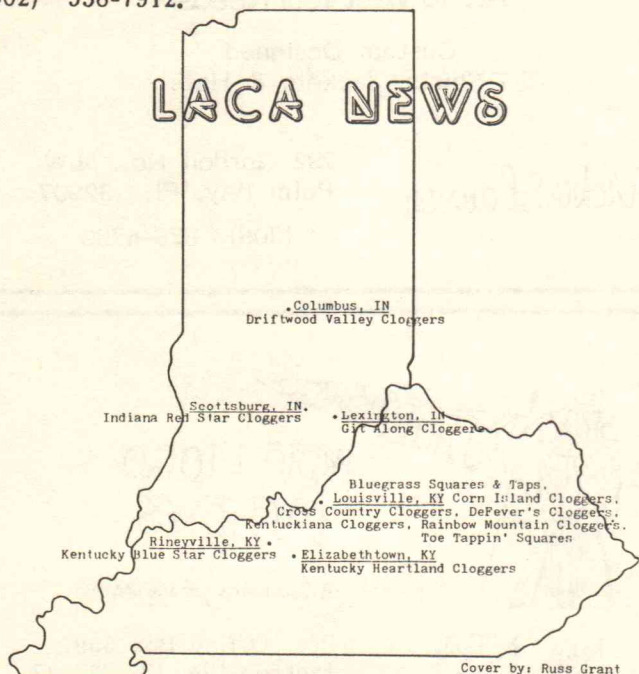 558-7512.
LACA NEWS
Columbus, IN
Driftwood Valley Cloggers
Scottsburg, IN.
Indiana Red Star Cloggers
Lexington, IN
Git Along Cloggers
Bluegrass Squares & Taps.
Louisville, KY Corn Island Cloggers.
Cross Country Cloggers, DeFever's Cloggers.
Kentuckiana Cloggers, Rainbow Mountain Cloggers.
Toe Tappin' Squares
Rineyville, KY
Kentucky Blue Star Cloggers
Elizabethtown, KY
Kentucky Heartland Cloggers
Cover by: Russ Grant